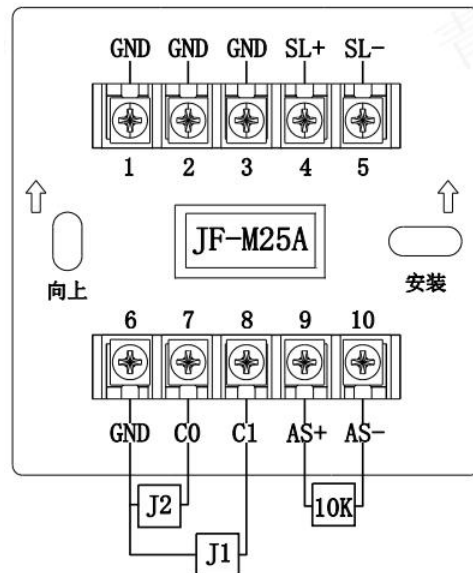 GND GND GND SL+ SL-
1 2 3 4 5
JF-M25A
向上 安装
6 7 8 9 10
GND C0 C1 AS+ AS-
J2 10K
J1